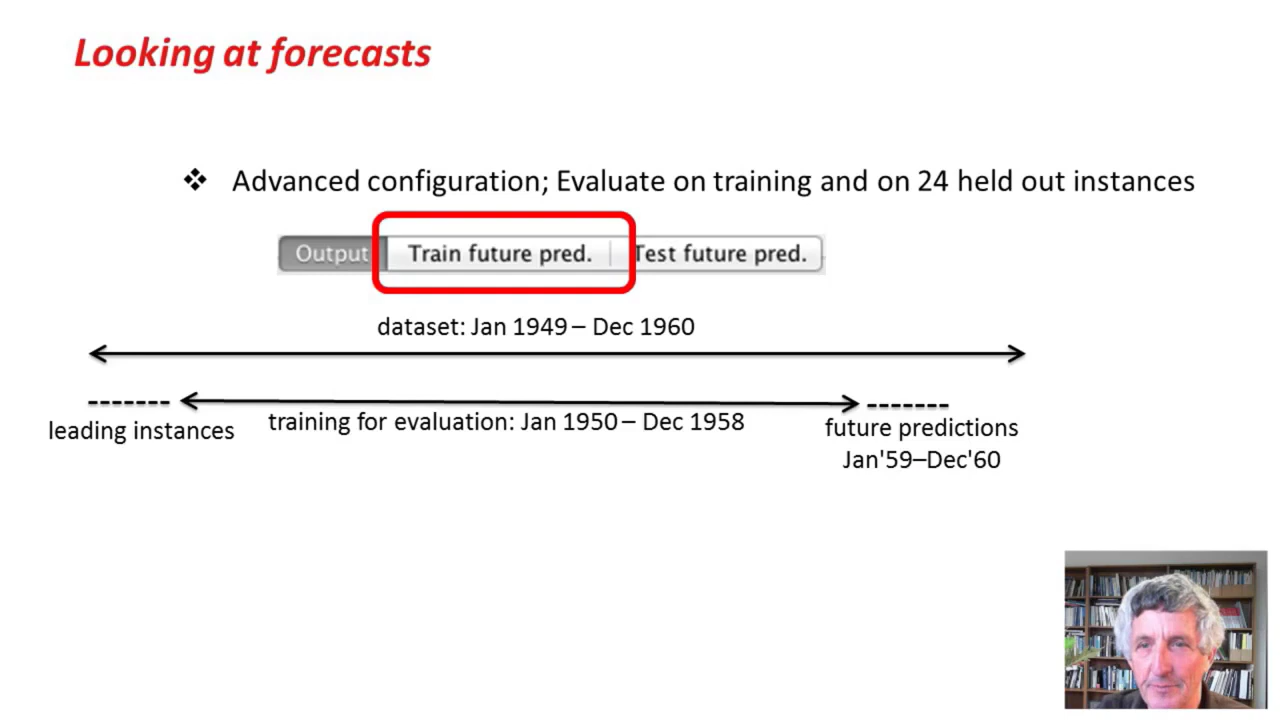 Looking at forecasts
❖ Advanced configuration; Evaluate on training and on 24 held out instances
Output Train future pred. Test future pred.
dataset: Jan 1949 – Dec 1960
leading instances
training for evaluation: Jan 1950 – Dec 1958
future predictions
Jan'59–Dec'60